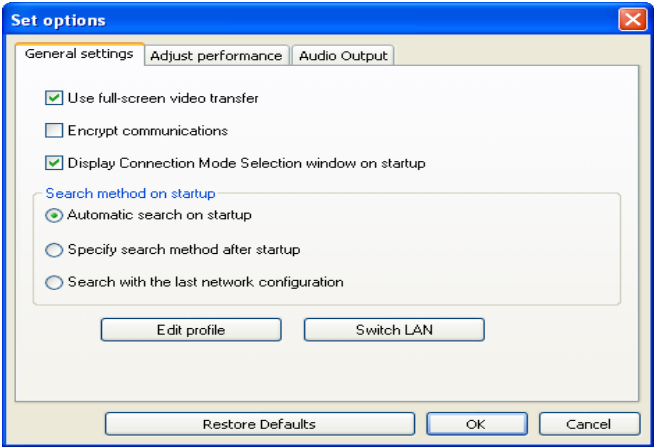 Set options
General settings
Adjust performance
Audio Output
Use full-screen video transfer
Encrypt communications
Display Connection Mode Selection window on startup
Search method on startup
Automatic search on startup
Specify search method after startup
Search with the last network configuration
Edit profile
Switch LAN
Restore Defaults
OK
Cancel